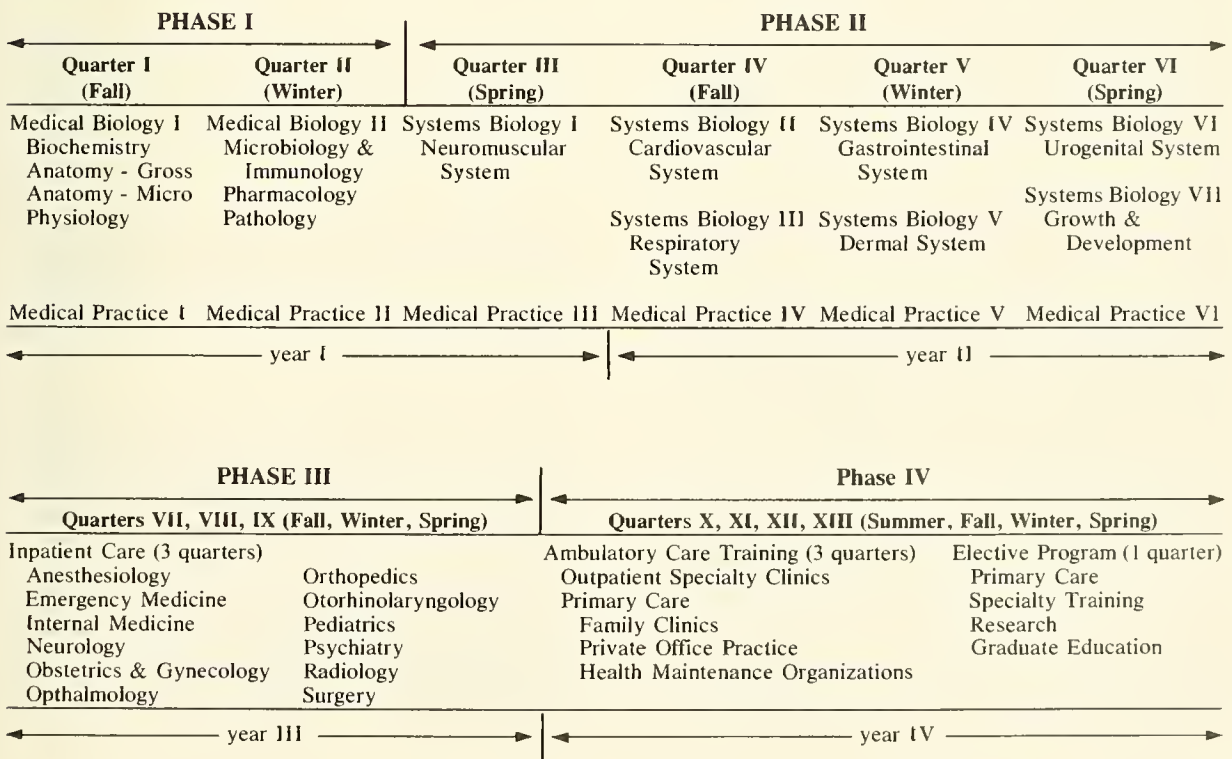 PHASE I PHASE II
Quarter I Quarter II Quarter III Quarter IV Quarter V Quarter VI
(Fall) (Winter) (Spring) (Fall) (Winter) (Spring)
Medical Biology I Medical Biology II Systems Biology I Systems Biology II Systems Biology IV Systems Biology VI
Biochemistry Microbiology & Neuromuscular Cardiovascular Gastrointestinal Urogenital System
Anatomy - Gross Immunology System System System
Anatomy - Micro Pharmacology Systems Biology VII
Physiology Pathology Systems Biology III Systems Biology V Growth &
Respiratory Dermal System Development
System
Medical Practice I Medical Practice II Medical Practice III Medical Practice IV Medical Practice V Medical Practice VI
year I year II
PHASE III Phase IV
Quarters VII, VIII, IX (Fall, Winter, Spring) Quarters X, XI, XII, XIII (Summer, Fall, Winter, Spring)
Inpatient Care (3 quarters) Ambulatory Care Training (3 quarters) Elective Program (1 quarter)
Anesthesiology Orthopedics Outpatient Specialty Clinics Primary Care
Emergency Medicine Otorhinolaryngology Primary Care Specialty Training
Internal Medicine Pediatrics Family Clinics Research
Neurology Psychiatry Private Office Practice Graduate Education
Obstetrics & Gynecology Radiology Health Maintenance Organizations
Opthalmology Surgery
year III year IV